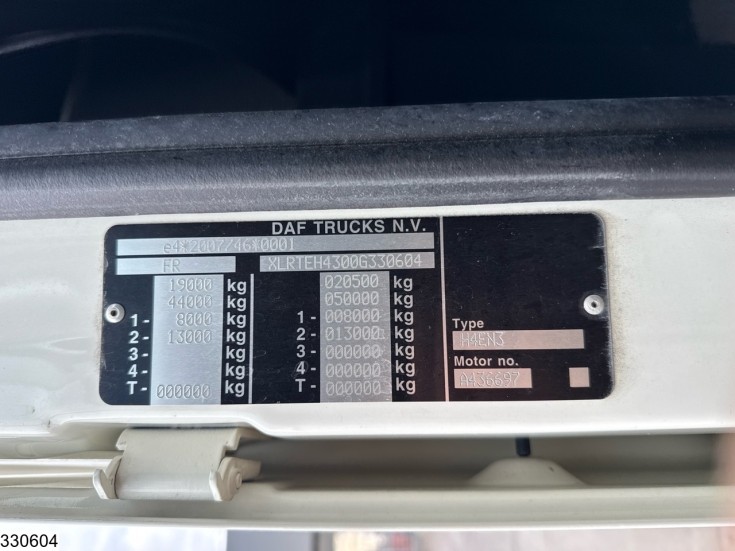 DAF TRUCKS N.V.
e4*2007/46*0001
FR XLRTEH4300G330604
19000 kg 020500 kg
44000 kg 050000 kg
1- 8000 kg 1- 008000 kg
2- 13000 kg 2- 013000 kg
3- kg 3- 000000 kg
4- kg 4- 000000 kg
T- 000000 kg T- 000000 kg
Type
H4EN3
Motor no.
A436697
330604